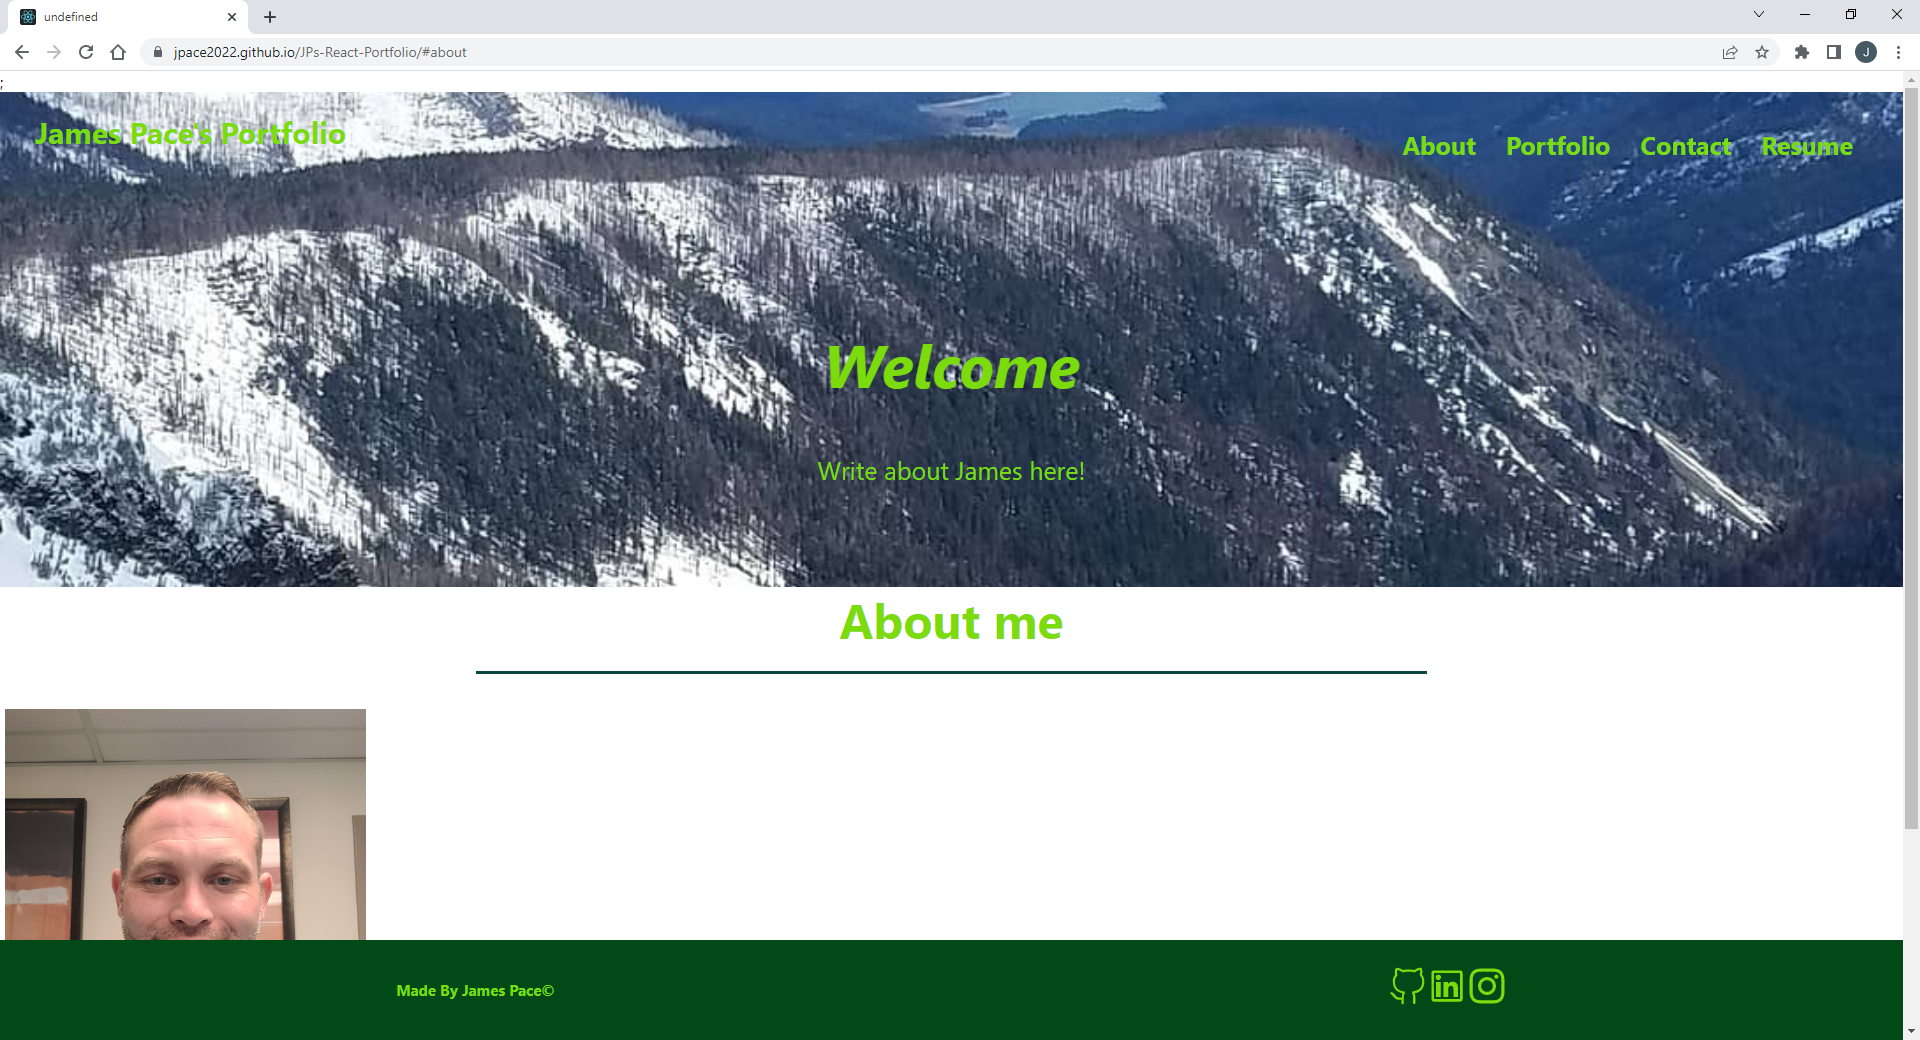 undefined
jpace2022.github.io/JPs-React-Portfolio/#about
J
;
James Pace's Portfolio
About Portfolio Contact Resume
Welcome
Write about James here!
About me
Made By James Pace©
in